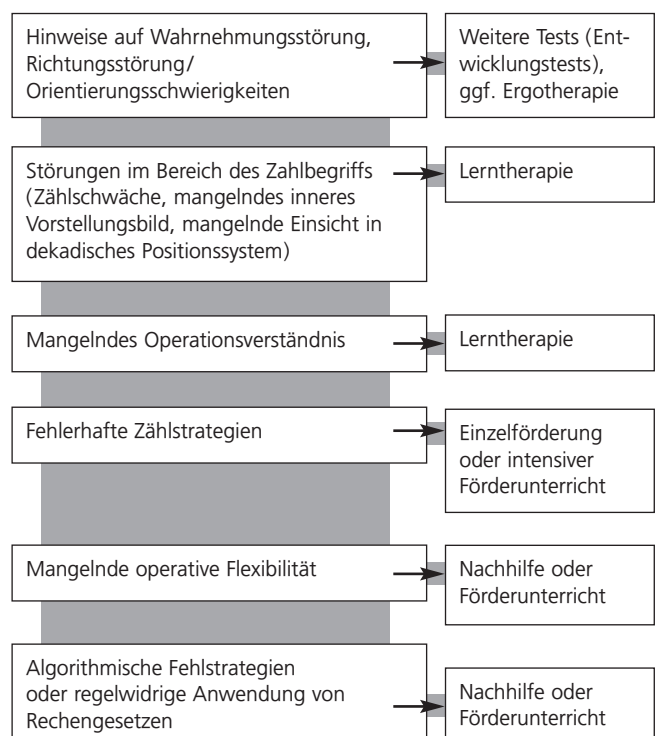 Hinweise auf Wahrnehmungsstörung,
Richtungsstörung/
Orientierungsschwierigkeiten
Weitere Tests (Ent-
wicklungstests),
ggf. Ergotherapie
Störungen im Bereich des Zahlbegriffs
(Zählschwäche, mangelndes inneres
Vorstellungsbild, mangelnde Einsicht in
dekadisches Positionssystem)
Lerntherapie
Mangelndes Operationsverständnis
Lerntherapie
Fehlerhafte Zählstrategien
Einzelförderung
oder intensiver
Förderunterricht
Mangelnde operative Flexibilität
Nachhilfe oder
Förderunterricht
Algorithmische Fehlstrategien
oder regelwidrige Anwendung von
Rechengesetzen
Nachhilfe oder
Förderunterricht